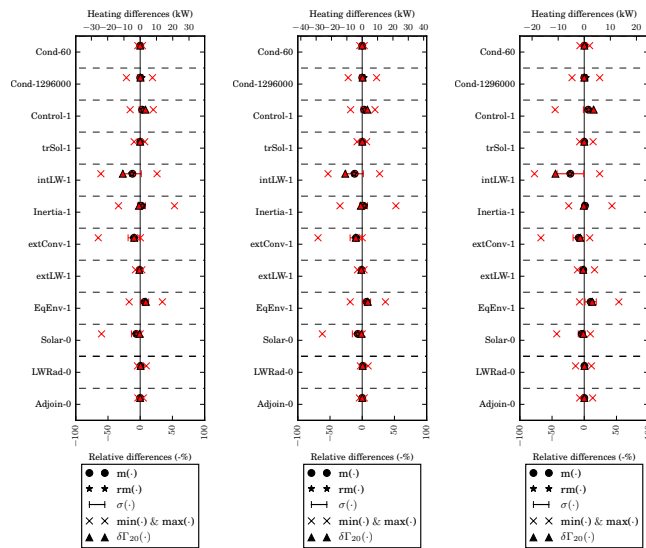 Heating differences (kW)
−30 −20 −10 0 10 20 30
Cond-60
Cond-1296000
Control-1
trSol-1
intLW-1
Inertia-1
extConv-1
extLW-1
EqEnv-1
Solar-0
LWRad-0
Adjoin-0
-100 -50 0 50 100
Relative differences (-%)
m(·)
rm(·)
σ(·)
min(·) & max(·)
δΓ20(·)
Heating differences (kW)
−40 −30 −20 −10 0 10 20 30 40
Cond-60
Cond-1296000
Control-1
trSol-1
intLW-1
Inertia-1
extConv-1
extLW-1
EqEnv-1
Solar-0
LWRad-0
Adjoin-0
-100 -50 0 50 100
Relative differences (-%)
m(·)
rm(·)
σ(·)
min(·) & max(·)
δΓ20(·)
Heating differences (kW)
−20 −10 0 10 20
Cond-60
Cond-1296000
Control-1
trSol-1
intLW-1
Inertia-1
extConv-1
extLW-1
EqEnv-1
Solar-0
LWRad-0
Adjoin-0
-100 -50 0 50 100
Relative differences (-%)
m(·)
rm(·)
σ(·)
min(·) & max(·)
δΓ20(·)